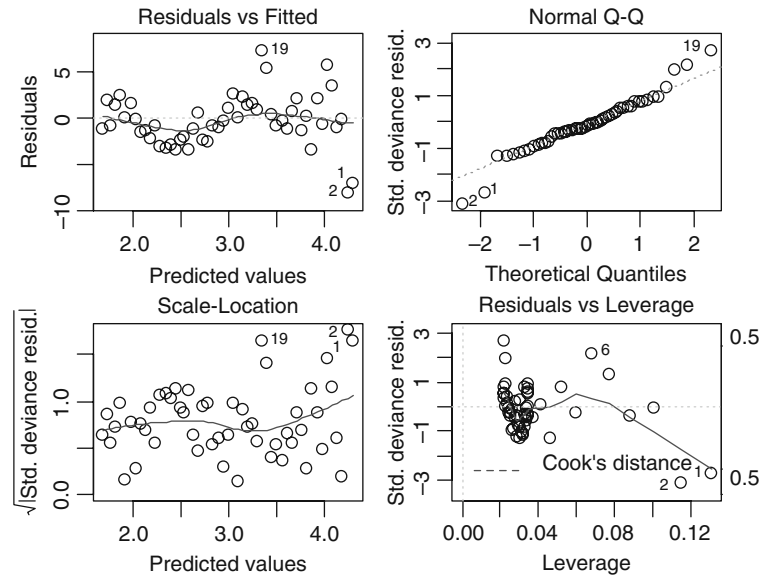 Residuals vs Fitted
Residuals
5
0
−10
19
1
2
2.0 3.0 4.0
Predicted values
Normal Q-Q
Std. deviance resid.
3
1
−1
−3
19
2
1
−2 −1 0 1 2
Theoretical Quantiles
Scale-Location
√|Std. deviance resid.|
1.0
0.0
19
2
1
2.0 3.0 4.0
Predicted values
Residuals vs Leverage
Std. deviance resid.
3
1
−1
−3
6
Cook's distance
1
2
0.5
0.5
0.00 0.04 0.08 0.12
Leverage